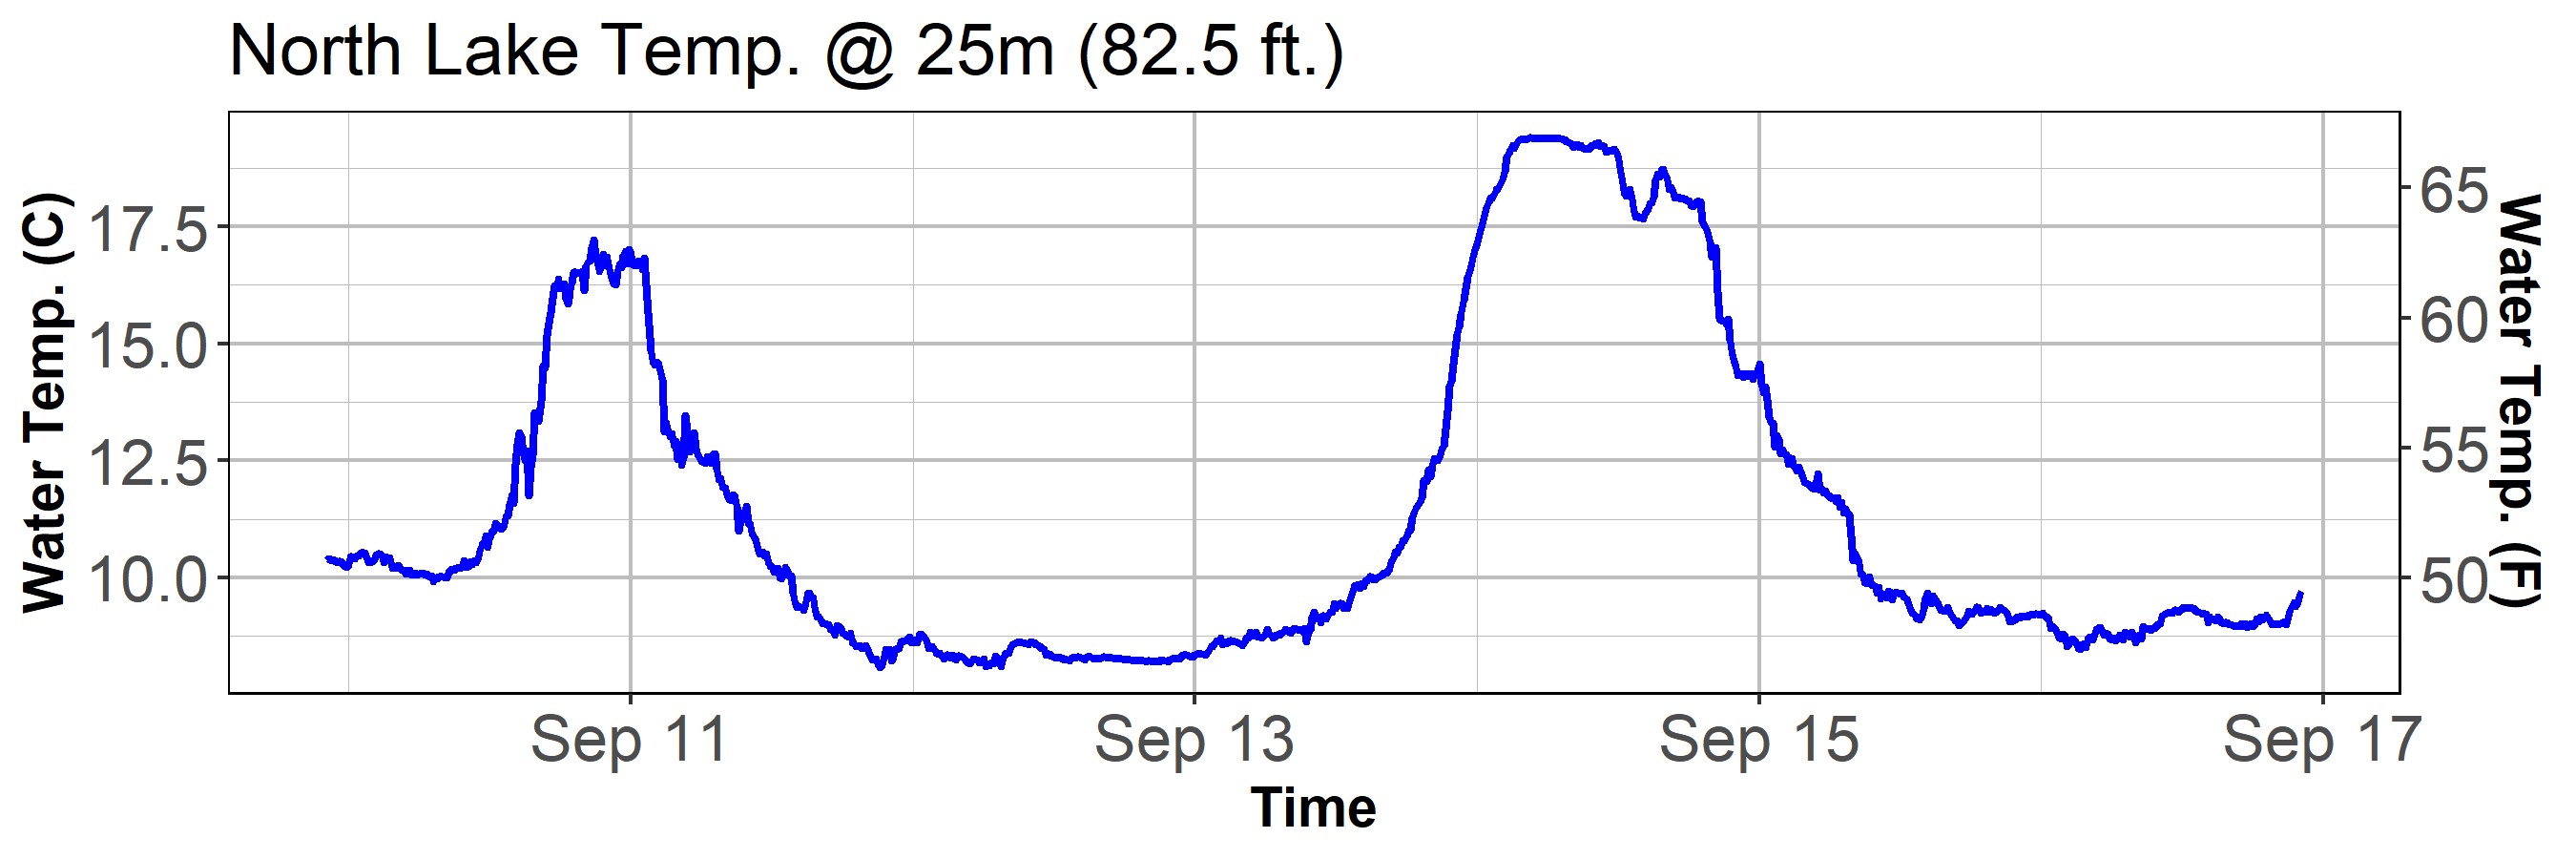 North Lake Temp. @ 25m (82.5 ft.)
Water Temp. (C)
17.5
15.0
12.5
10.0
65
60
55
50
Water Temp. (F)
Sep 11
Sep 13
Sep 15
Sep 17
Time